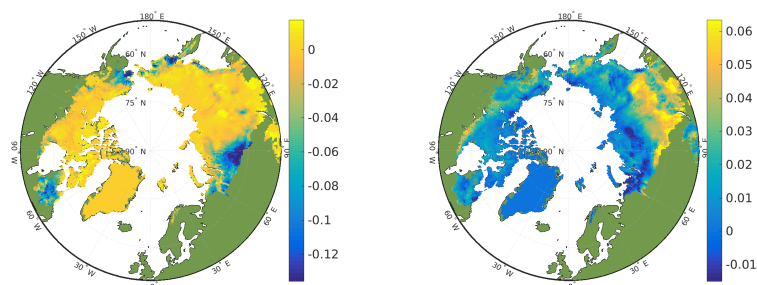 180° E
150° W
150° E
60° N
120° W
120° E
75° N
90° W
90° N
90° E
60° W
60° E
30° W
30° E
0
-0.02
-0.04
-0.06
-0.08
-0.1
-0.12
180° E
150° W
150° E
60° N
120° W
120° E
75° N
90° W
90° N
90° E
60° W
60° E
30° W
30° E
0.06
0.05
0.04
0.03
0.02
0.01
0
-0.01